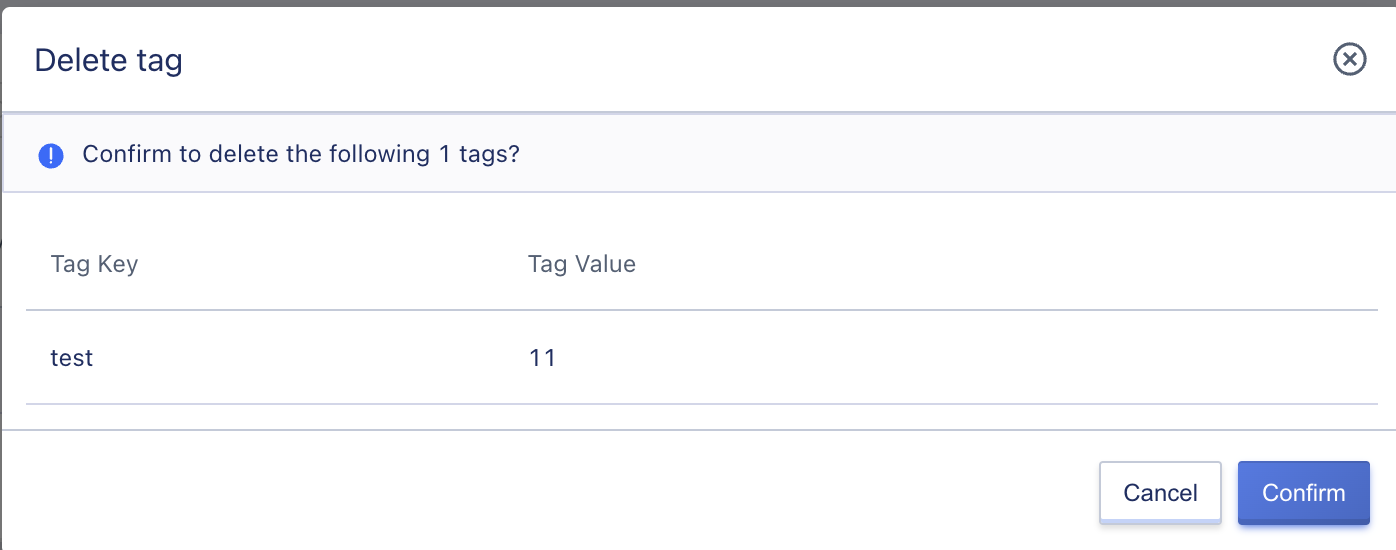 Delete tag
Confirm to delete the following 1 tags?
Tag Key Tag Value
test 11
Cancel Confirm